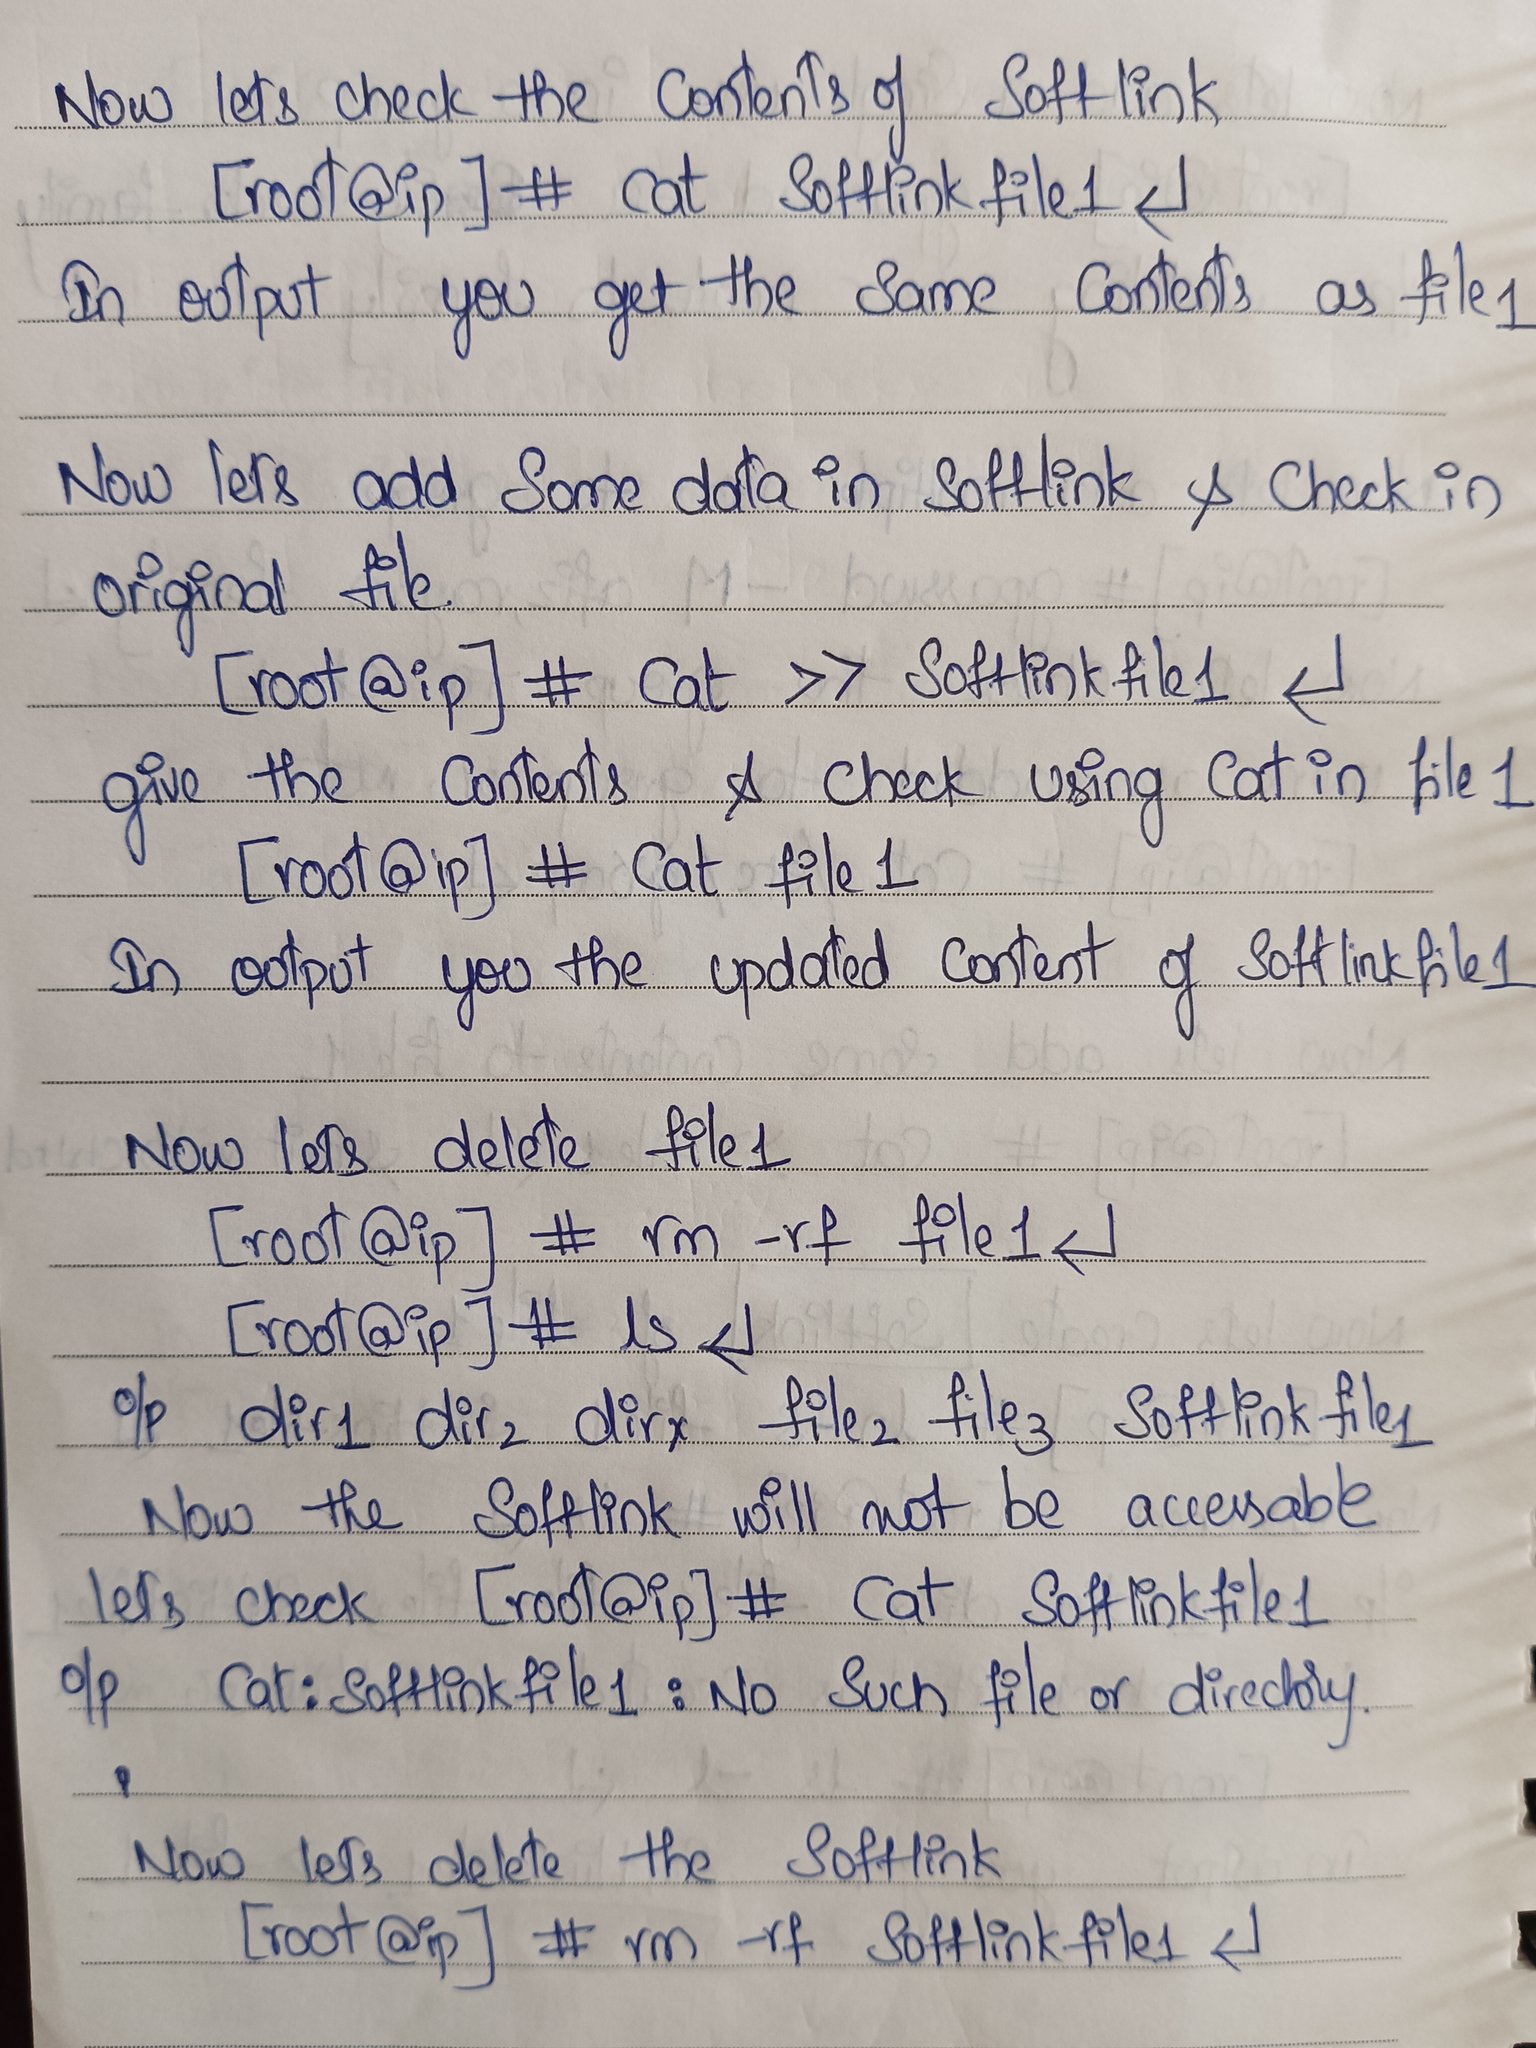 Now lets check the Contents of Softlink
[root@ip]# Cat Softlinkfile1 ↵
In output you get the Same Contents as file1
Now lets add Some data in Softlink & Check in
original file.
[root@ip]# Cat >> Softlinkfile1 ↵
give the Contents & Check using Cat in file1
[root@ip]# Cat file1
In output you the updated Content of Softlinkfile1
Now lets delete file1
[root@ip]# rm -rf file1 ↵
[root@ip]# ls ↵
o/p dir1 dir2 dirx file2 file3 Softlinkfile1
Now the Softlink will not be accessable
lets check [root@ip]# Cat Softlinkfile1
o/p Cat: Softlinkfile1: No Such file or directory.
Now lets delete the Softlink
[root@ip]# rm -rf Softlinkfile1 ↵